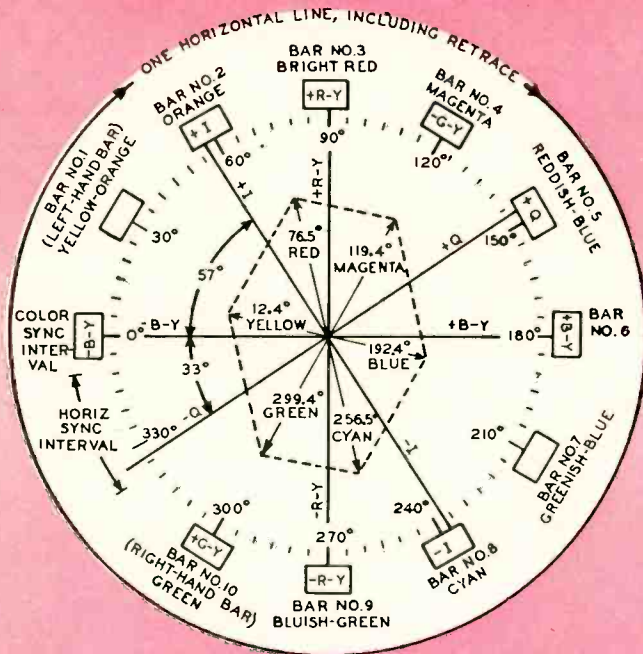 ONE HORIZONTAL LINE, INCLUDING RETRACE
BAR NO.1
(LEFT-HAND BAR)
YELLOW-ORANGE
BAR NO.2
ORANGE
+I
BAR NO.3
BRIGHT RED
+R-Y
BAR NO.4
MAGENTA
-G-Y
BAR NO.5
REDDISH-BLUE
+Q
30°
60°
90°
120°
150°
+I
+R-Y
+Q
57°
76.5°
RED
119.4°
MAGENTA
COLOR
SYNC
INTER
VAL
-B-Y
0°
-B-Y
12.4°
YELLOW
+B-Y
180°
+B-Y
BAR
NO.6
33°
192.4°
BLUE
HORIZ
SYNC
INTERVAL
330°
-Q
299.4°
GREEN
256.5°
CYAN
-I
210°
BAR NO.7
GREENISH-BLUE
300°
-R-Y
270°
240°
+G-Y
BAR NO.10
(RIGHT-HAND BAR)
GREEN
-R-Y
BAR NO.9
BLUISH-GREEN
-I
BAR NO.8
CYAN